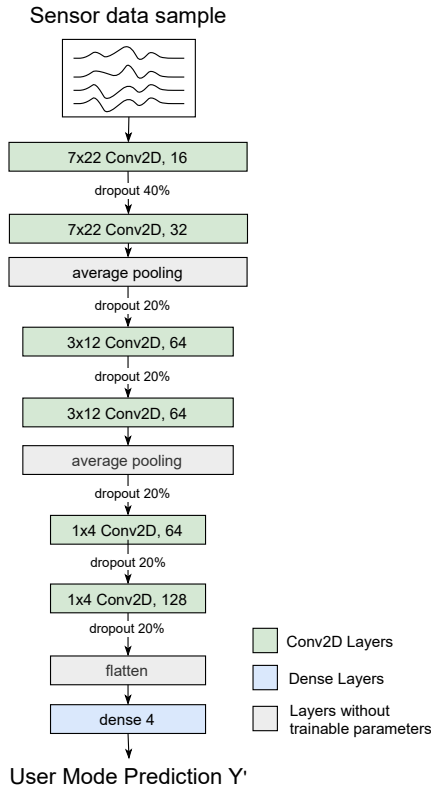 Sensor data sample
7x22 Conv2D, 16
dropout 40%
7x22 Conv2D, 32
average pooling
dropout 20%
3x12 Conv2D, 64
dropout 20%
3x12 Conv2D, 64
average pooling
dropout 20%
1x4 Conv2D, 64
dropout 20%
1x4 Conv2D, 128
dropout 20%
flatten
dense 4
User Mode Prediction Y'
Conv2D Layers
Dense Layers
Layers without
trainable parameters